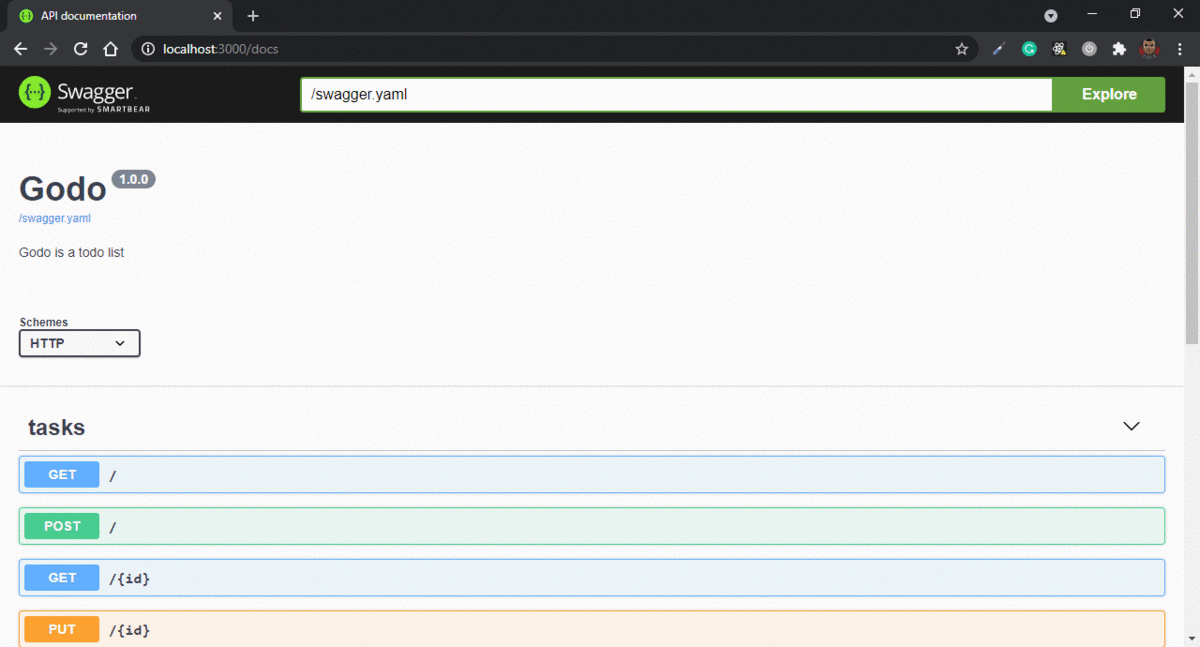 API documentation
localhost:3000/docs
Swagger
Supported by SMARTBEAR
/swagger.yaml
Explore
Godo 1.0.0
/swagger.yaml
Godo is a todo list
Schemes
HTTP
tasks
GET /
POST /
GET /{id}
PUT /{id}